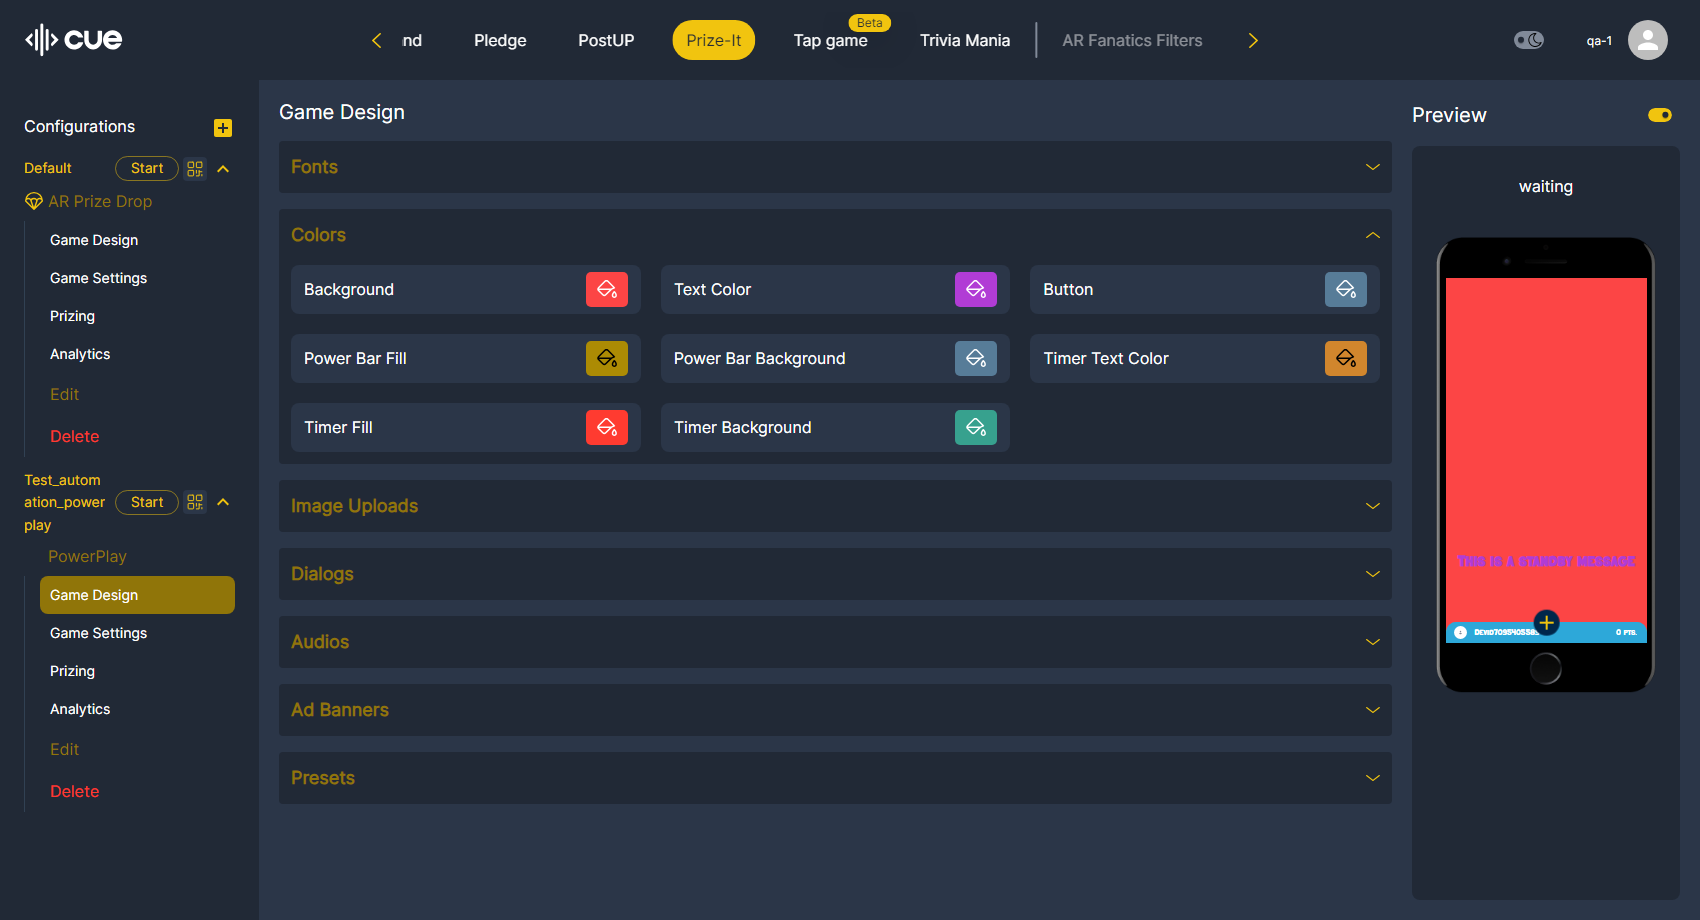 cue
Pledge
PostUP
Prize-It
Beta
Tap game
Trivia Mania
AR Fanatics Filters
qa-1
Configurations
Default
Start
AR Prize Drop
Game Design
Game Settings
Prizing
Analytics
Edit
Delete
Test_autom
ation_power
play
Start
PowerPlay
Game Design
Game Settings
Prizing
Analytics
Edit
Delete
Game Design
Fonts
Colors
Background
Text Color
Button
Power Bar Fill
Power Bar Background
Timer Text Color
Timer Fill
Timer Background
Image Uploads
Dialogs
Audios
Ad Banners
Presets
Preview
waiting
This is a standby message
0 pts.